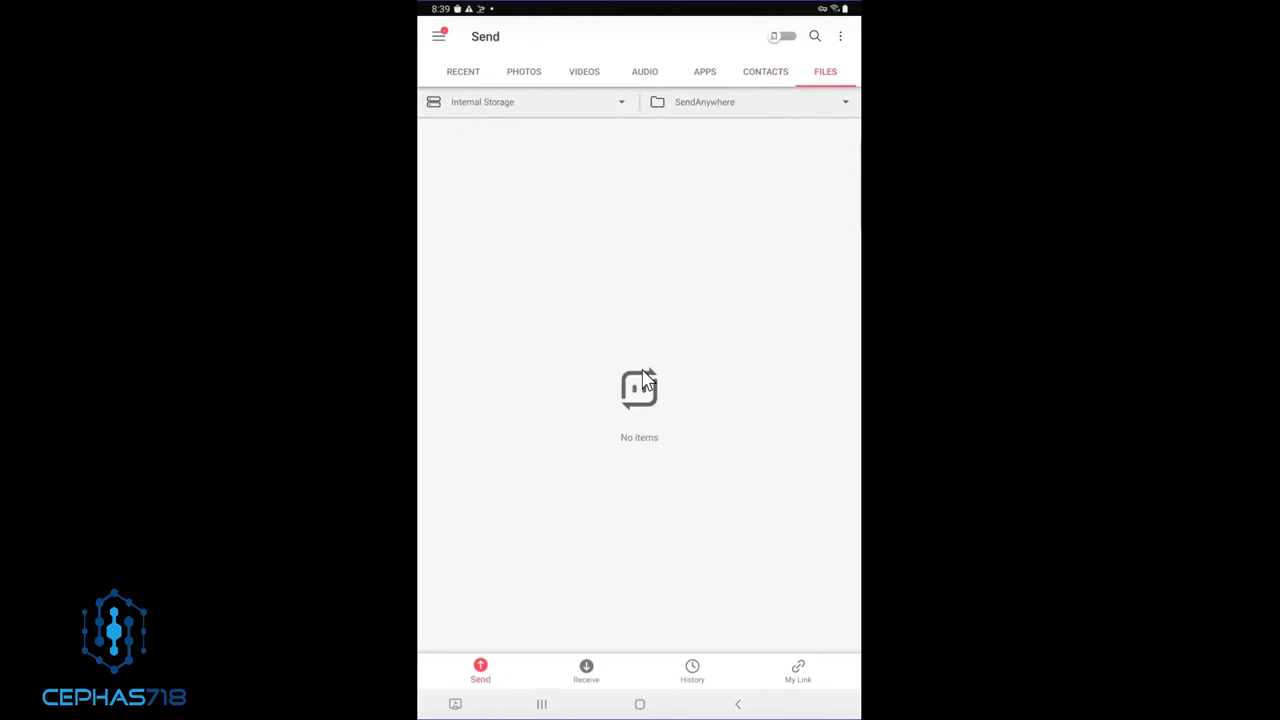 8:39
Send
RECENT PHOTOS VIDEOS AUDIO APPS CONTACTS FILES
Internal Storage SendAnywhere
No items
Send Receive History My Link
CEPHAS718